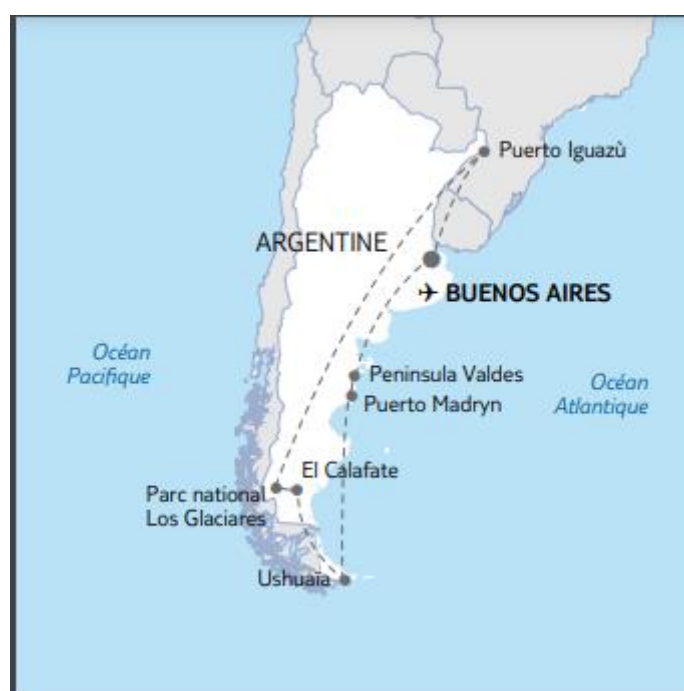 Puerto Iguazù
ARGENTINE
BUENOS AIRES
Océan
Pacifique
Peninsula Valdes
Océan
Atlantique
Puerto Madryn
El Calafate
Parc national
Los Glaciares
Ushuaïa